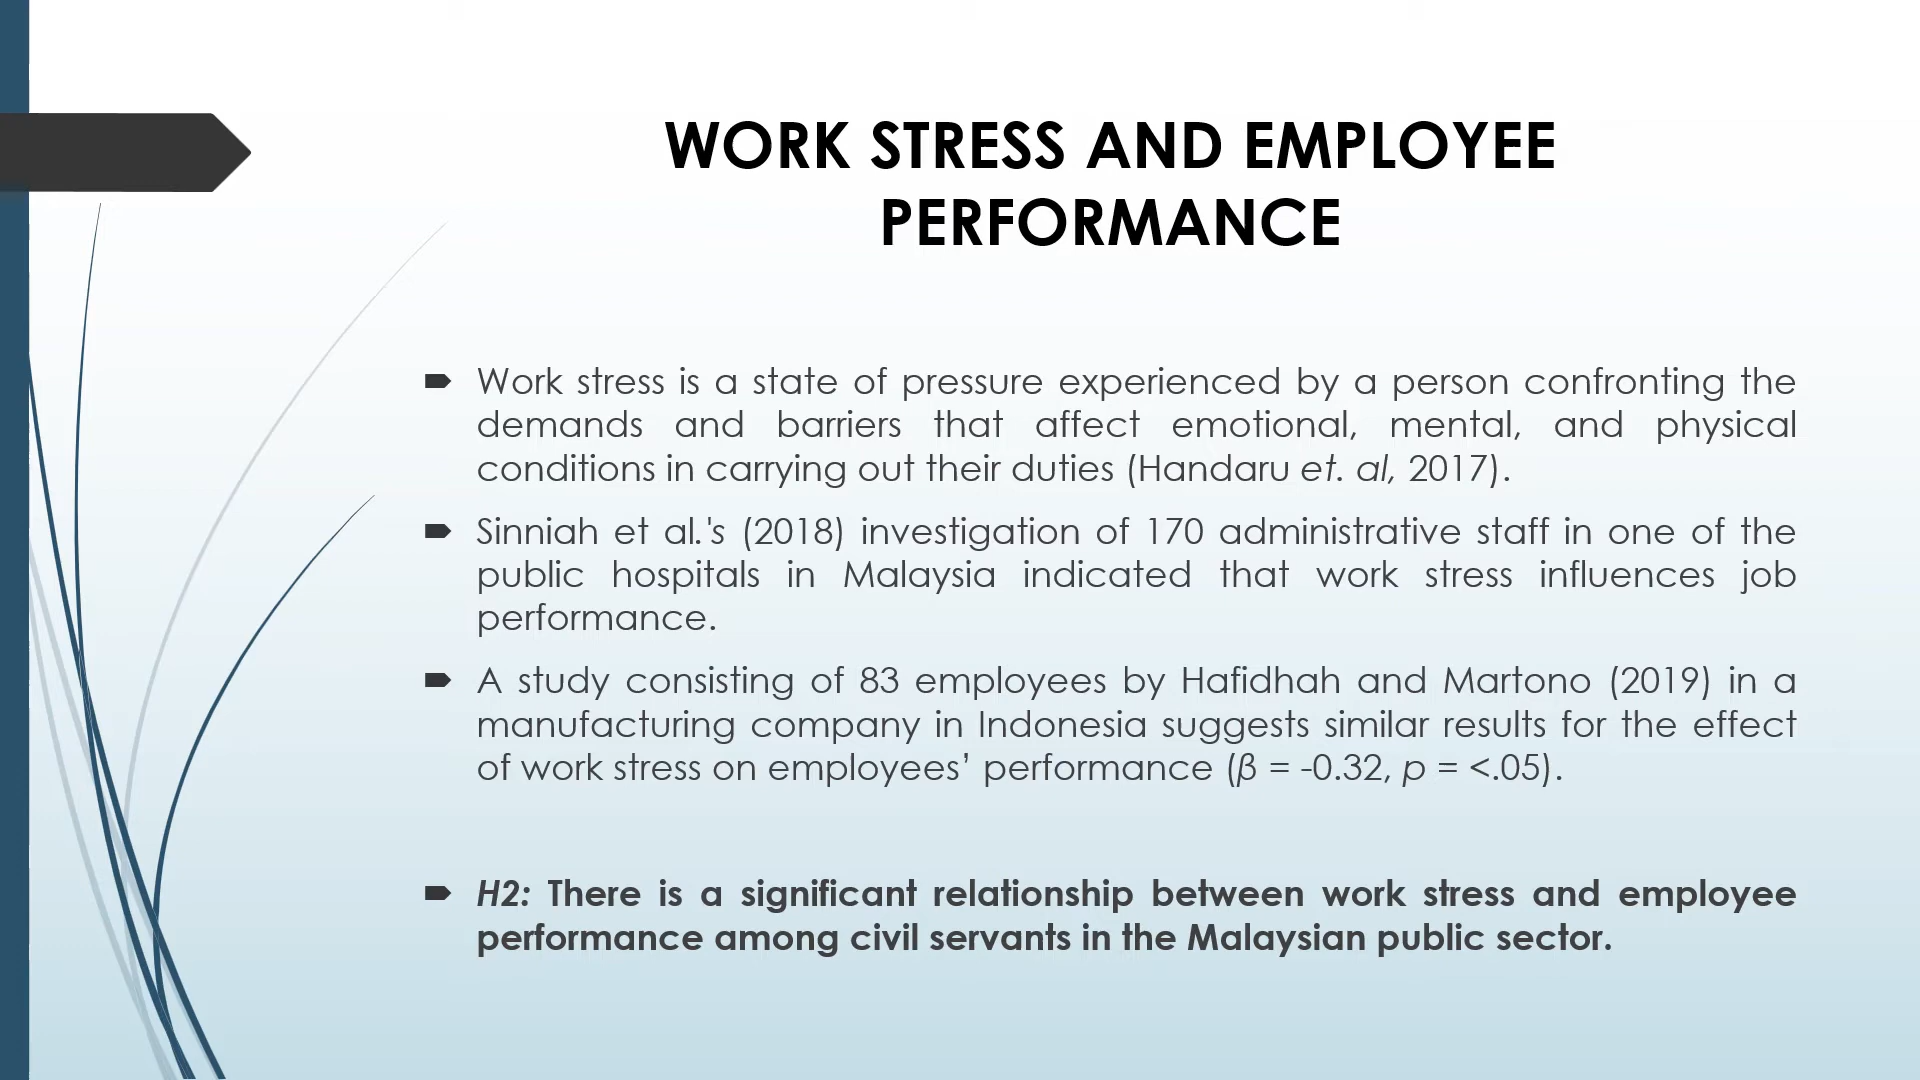 WORK STRESS AND EMPLOYEE
PERFORMANCE
Work stress is a state of pressure experienced by a person confronting the
demands and barriers that affect emotional, mental, and physical
conditions in carrying out their duties (Handaru et. al, 2017).
Sinniah et al.'s (2018) investigation of 170 administrative staff in one of the
public hospitals in Malaysia indicated that work stress influences job
performance.
A study consisting of 83 employees by Hafidhah and Martono (2019) in a
manufacturing company in Indonesia suggests similar results for the effect
of work stress on employees’ performance (β = -0.32, p = <.05).
H2: There is a significant relationship between work stress and employee
performance among civil servants in the Malaysian public sector.